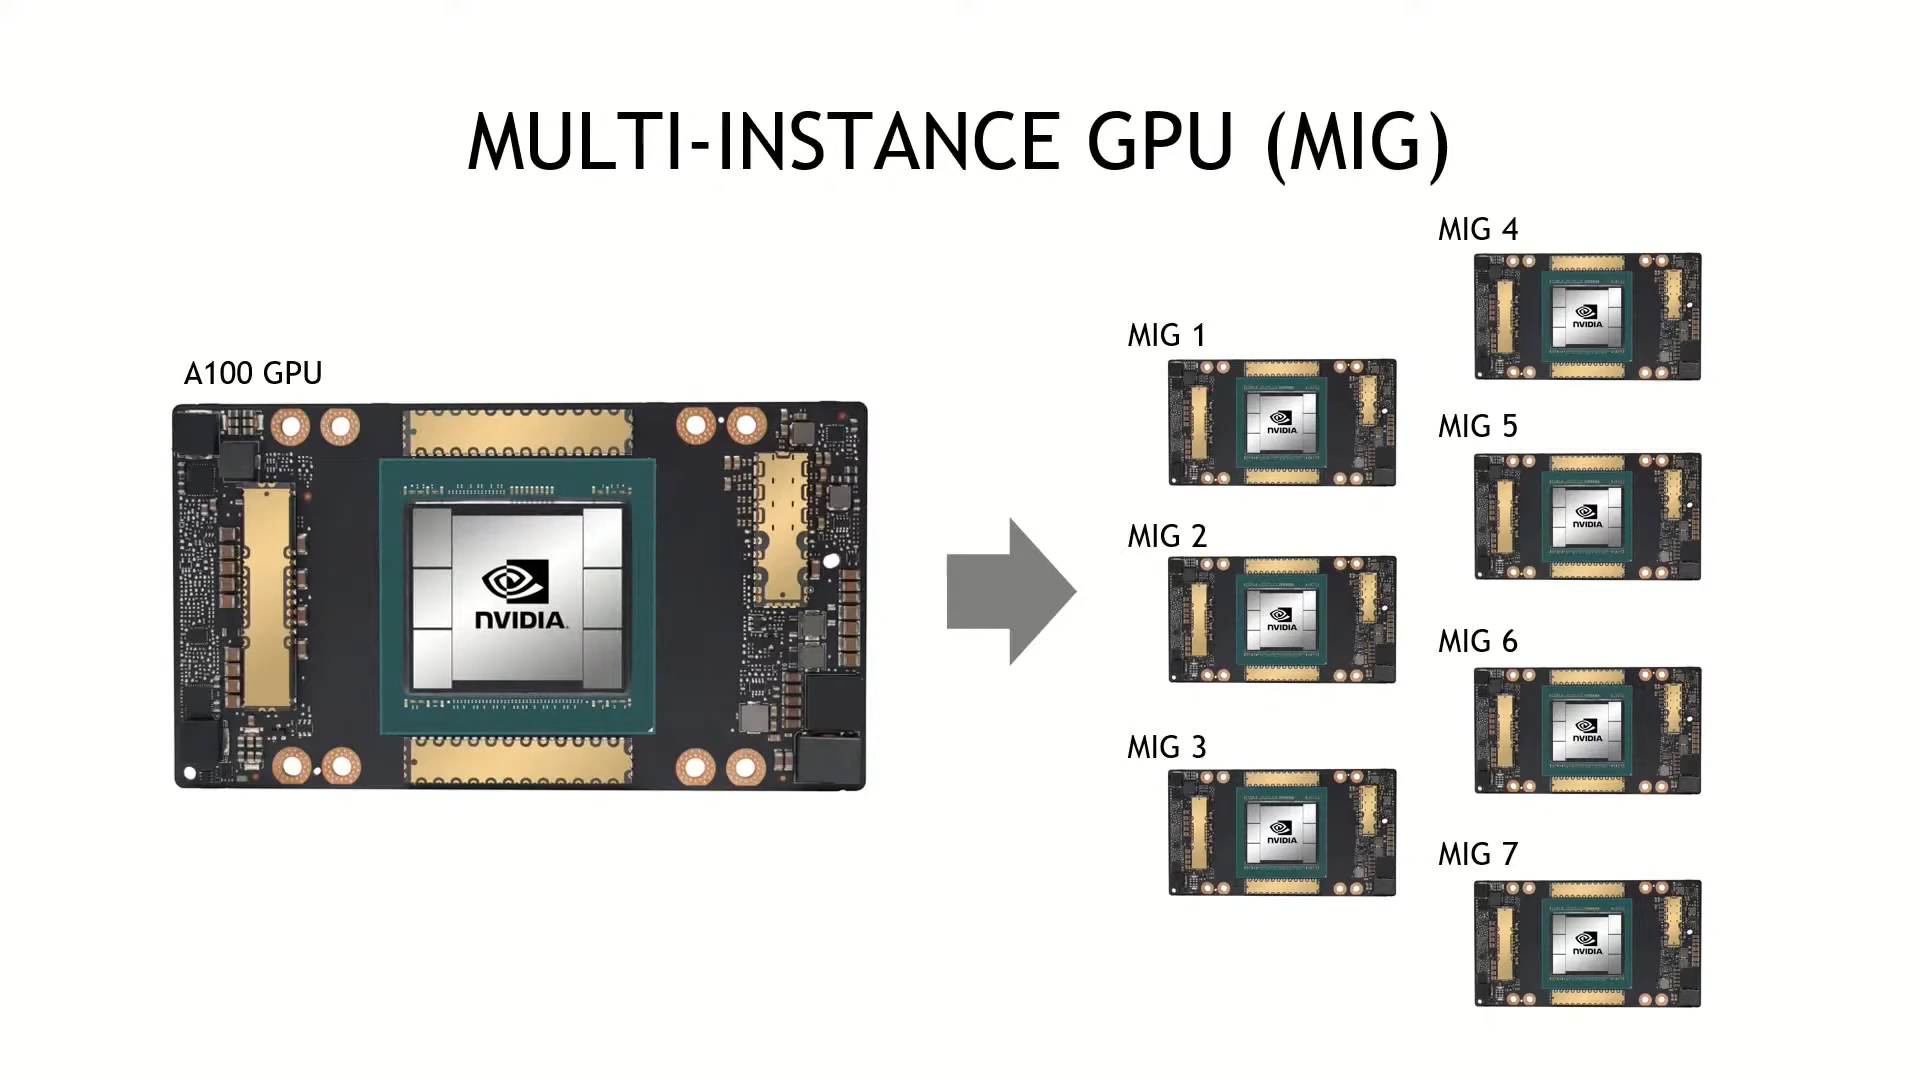 MULTI-INSTANCE GPU (MIG)
A100 GPU
NVIDIA
MIG 1
NVIDIA
MIG 2
NVIDIA
MIG 3
NVIDIA
MIG 4
NVIDIA
MIG 5
NVIDIA
MIG 6
NVIDIA
MIG 7
NVIDIA